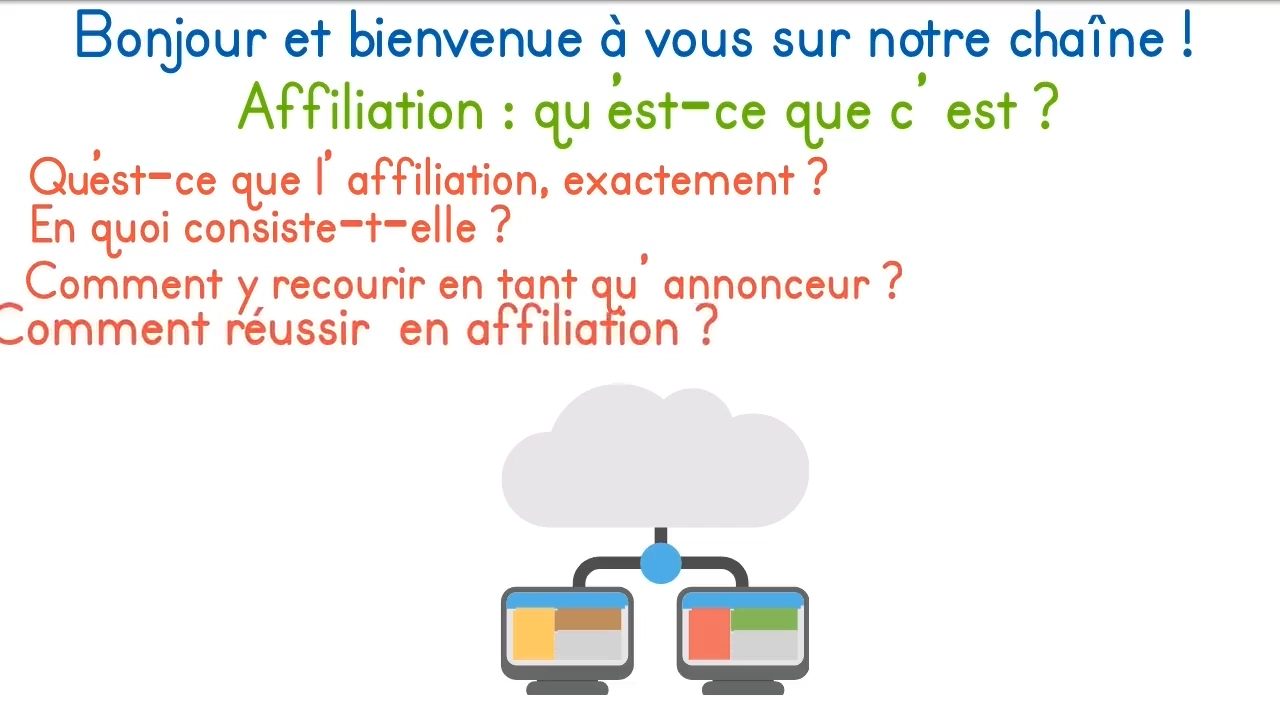 Bonjour et bienvenue à vous sur notre chaîne !
Affiliation : qu'est-ce que c' est ?
Qu'est-ce que l' affiliation, exactement ?
En quoi consiste-t-elle ?
Comment y recourir en tant qu' annonceur ?
Comment réussir en affiliation ?